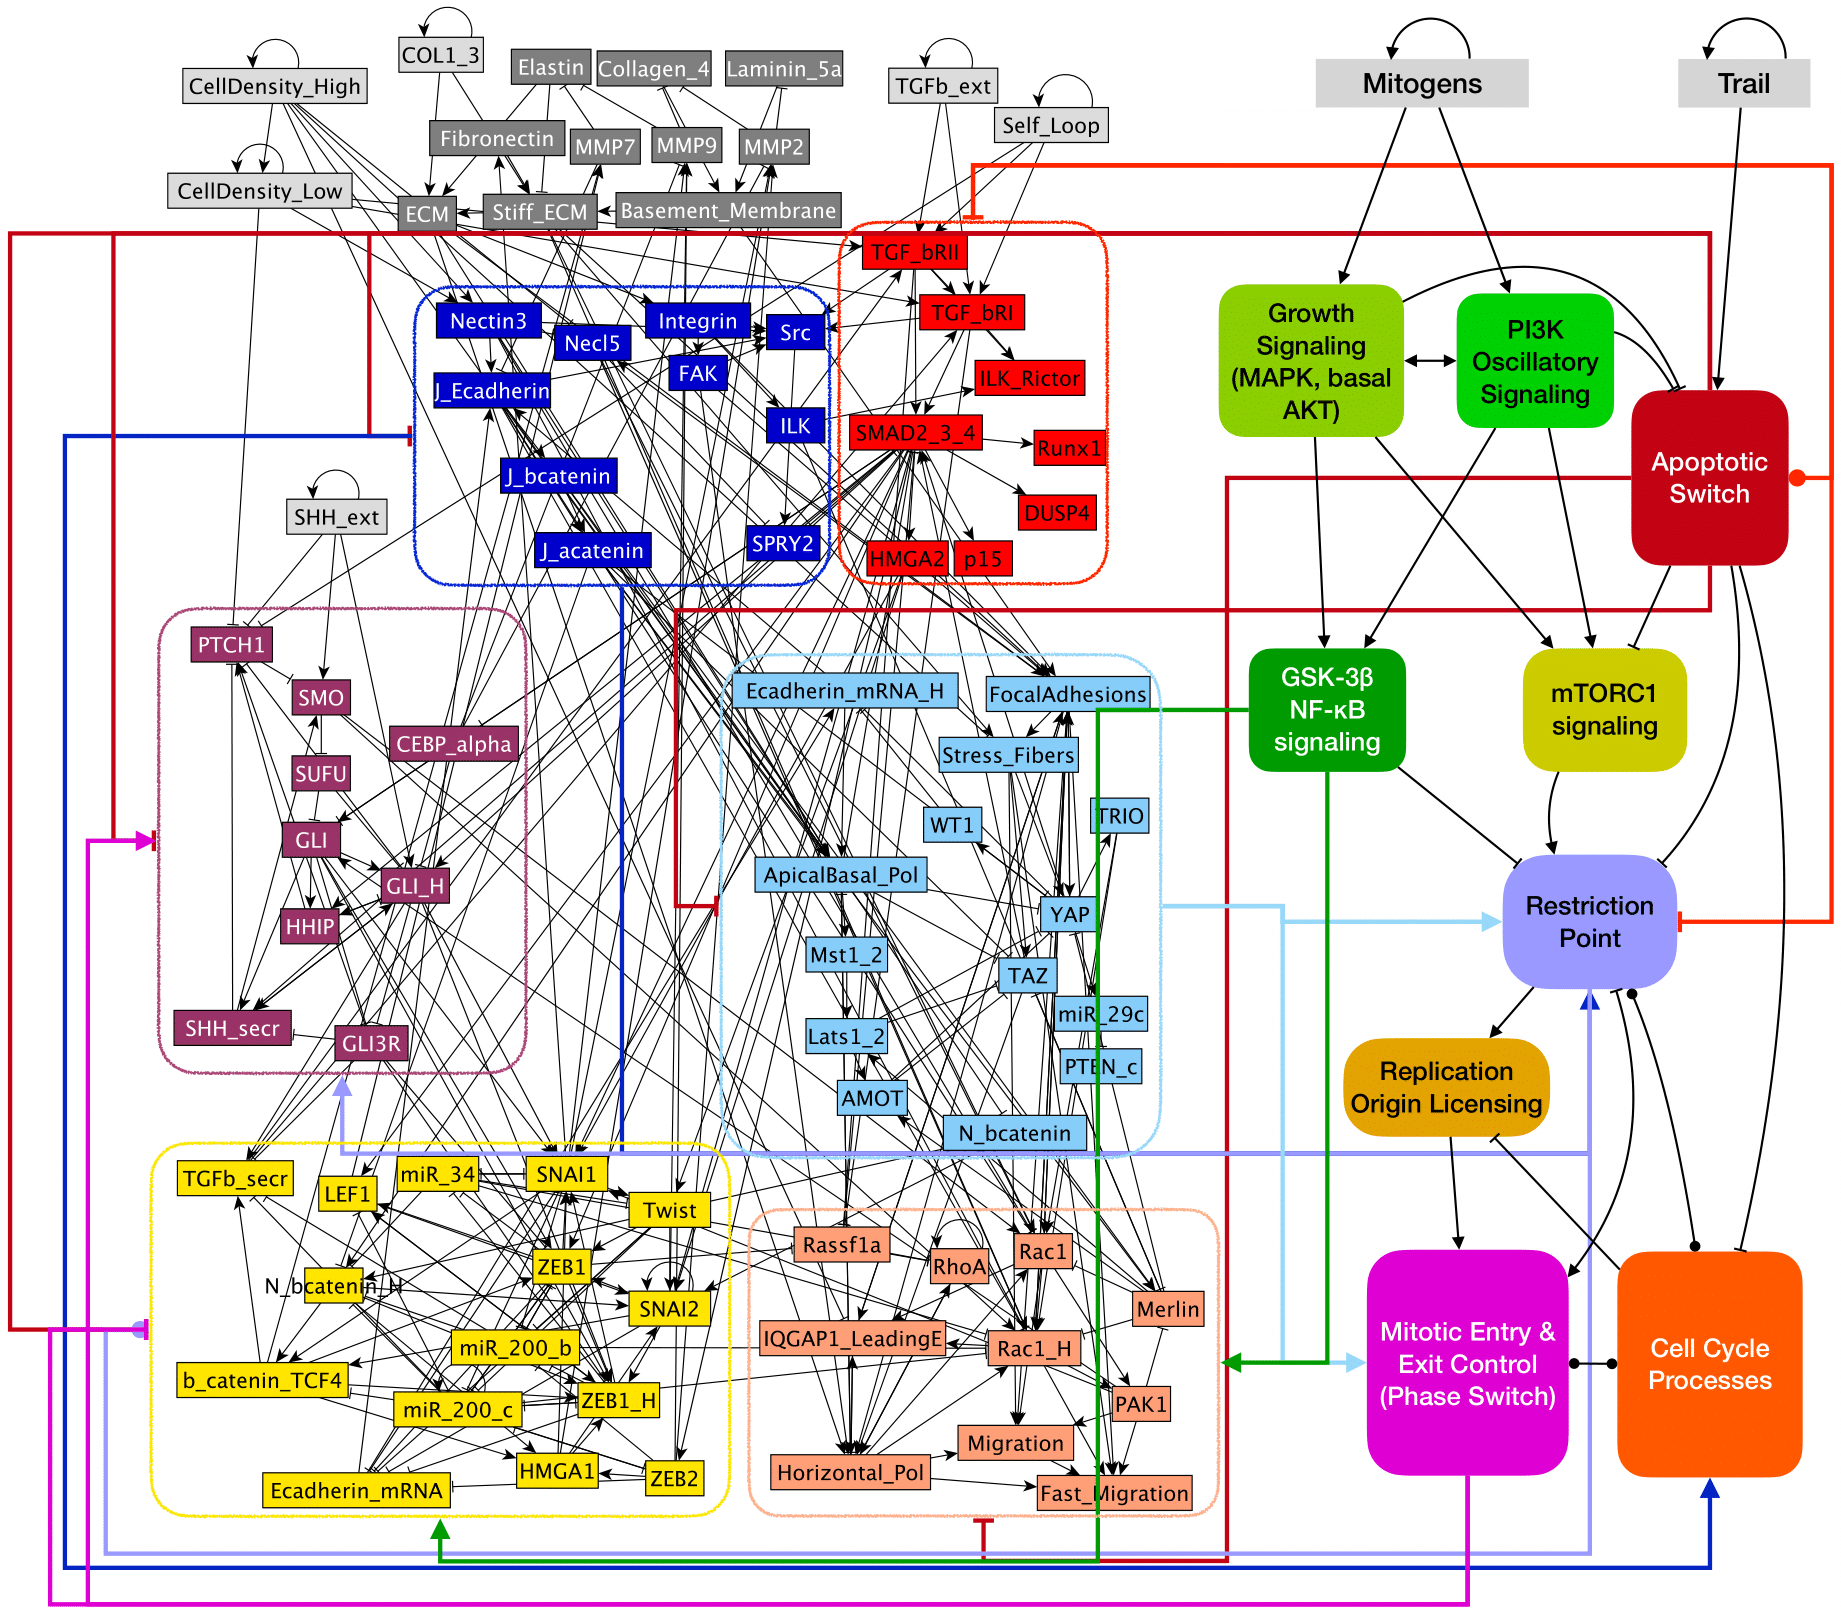 COL1_3
CellDensity_High
Elastin
Collagen_4
Laminin_5a
TGFb_ext
Mitogens
Trail
Self_Loop
Fibronectin
MMP7
MMP9
MMP2
CellDensity_Low
ECM
Stiff_ECM
Basement_Membrane
TGF_bRII
TGF_bRI
Nectin3
Necl5
Integrin
Src
FAK
J_Ecadherin
ILK_Rictor
ILK
SMAD2_3_4
Runx1
J_bcatenin
DUSP4
J_acatenin
SPRY2
HMGA2
p15
SHH_ext
Growth
Signaling
(MAPK, basal
AKT)
PI3K
Oscillatory
Signaling
Apoptotic
Switch
PTCH1
SMO
CEBP_alpha
SUFU
GLI
GLI_H
HHIP
SHH_secr
GLI3R
Ecadherin_mRNA_H
FocalAdhesions
Stress_Fibers
WT1
TRIO
ApicalBasal_Pol
YAP
Mst1_2
TAZ
miR_29c
Lats1_2
PTEN_c
AMOT
N_bcatenin
GSK-3β
NF-κB
signaling
mTORC1
signaling
Restriction
Point
Replication
Origin Licensing
TGFb_secr
LEF1
miR_34
SNAI1
Twist
ZEB1
N_bcatenin_H
SNAI2
miR_200_b
b_catenin_TCF4
ZEB1_H
miR_200_c
HMGA1
ZEB2
Ecadherin_mRNA
Rassf1a
RhoA
Rac1
Merlin
IQGAP1_LeadingE
Rac1_H
PAK1
Migration
Horizontal_Pol
Fast_Migration
Mitotic Entry &
Exit Control
(Phase Switch)
Cell Cycle
Processes